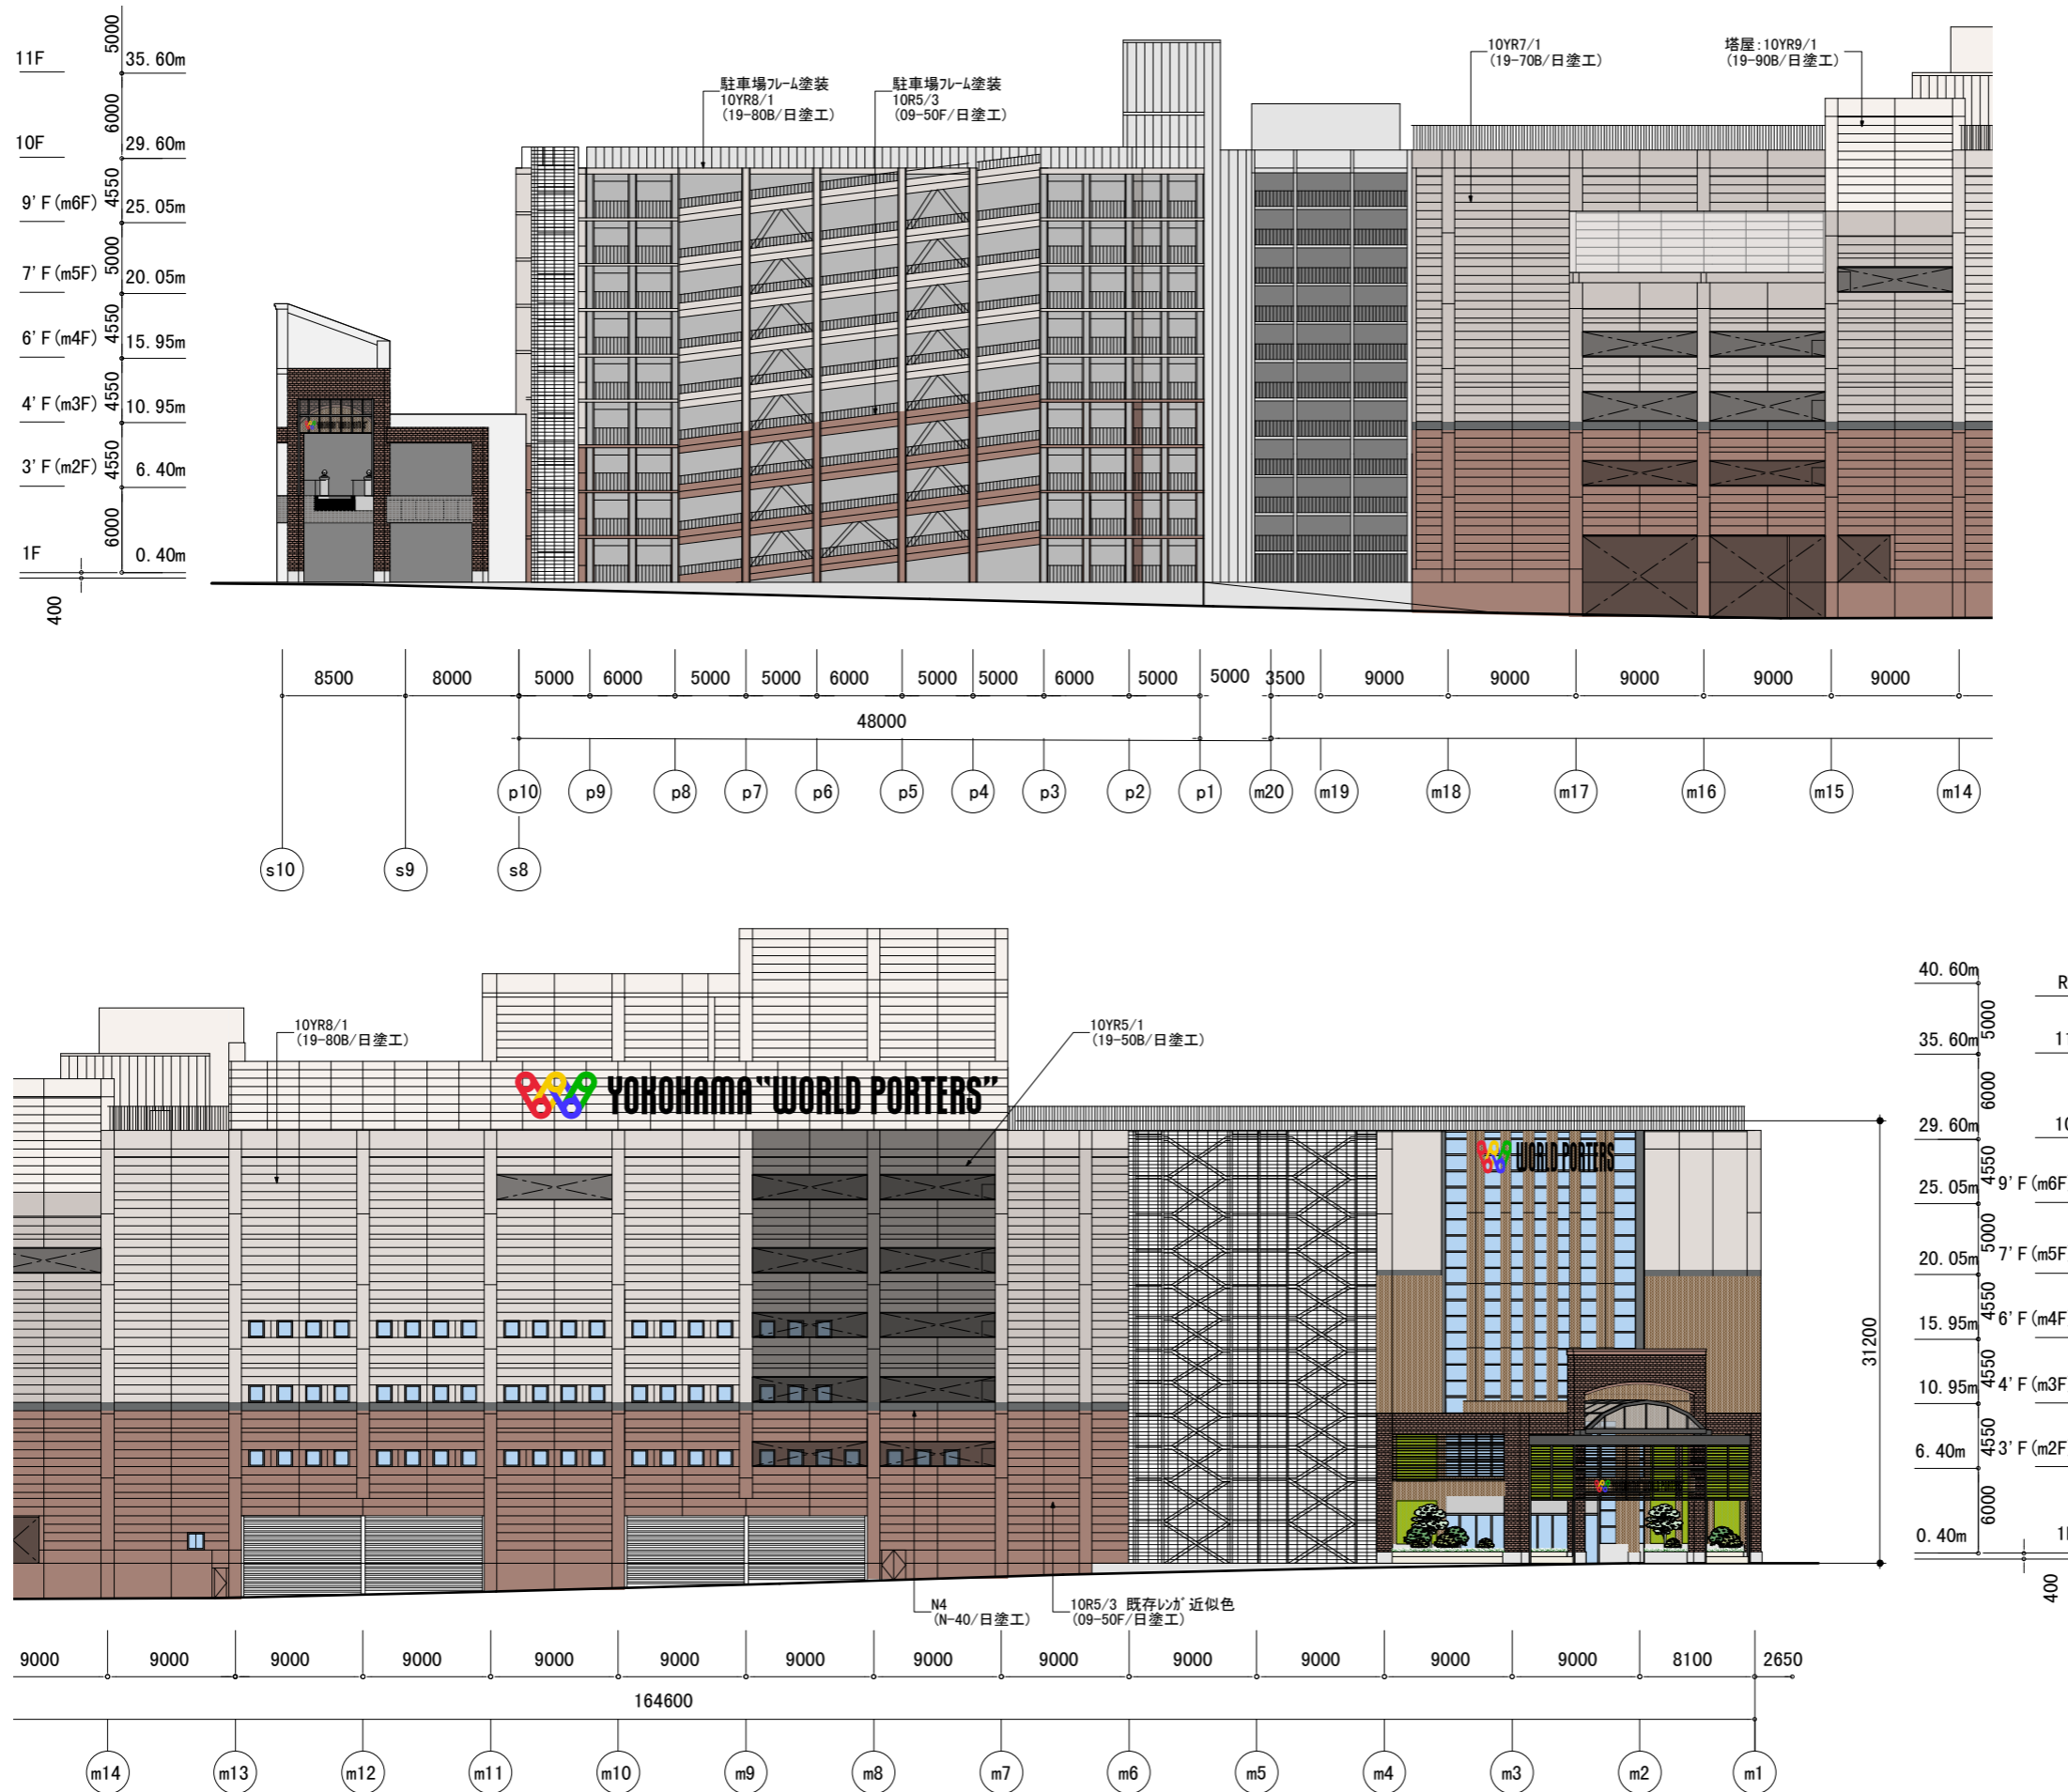 11F
35.60m
5000
6000
10F
29.60m
4550
9'F(m6F)
25.05m
5000
7'F(m5F)
20.05m
4550
6'F(m4F)
15.95m
4550
4'F(m3F)
10.95m
4550
3'F(m2F)
6.40m
6000
1F
0.40m
400
駐車場フレーム塗装
10YR8/1
(19-80B/日塗工)
駐車場フレーム塗装
10R5/3
(09-50F/日塗工)
10YR7/1
(19-70B/日塗工)
塔屋:10YR9/1
(19-90B/日塗工)
8500 8000 5000 6000 5000 5000 6000 5000 5000 6000 5000 5000 3500 9000 9000 9000 9000 9000
48000
p10 p9 p8 p7 p6 p5 p4 p3 p2 p1 m20 m19 m18 m17 m16 m15 m14
s10 s9 s8
10YR8/1
(19-80B/日塗工)
10YR5/1
(19-50B/日塗工)
YOKOHAMA "WORLD PORTERS"
WORLD PORTERS
N4
(N-40/日塗工)
10R5/3 既存レンガ近似色
(09-50F/日塗工)
31200
40.60m
5000
35.60m
6000
29.60m
10
4550
25.05m
9'F(m6F
5000
20.05m
7'F(m5F
4550
15.95m
6'F(m4F
4550
10.95m
4'F(m3F
4550
6.40m
3'F(m2F
6000
0.40m
400
9000 9000 9000 9000 9000 9000 9000 9000 9000 9000 9000 9000 9000 8100 2650
164600
m14 m13 m12 m11 m10 m9 m8 m7 m6 m5 m4 m3 m2 m1